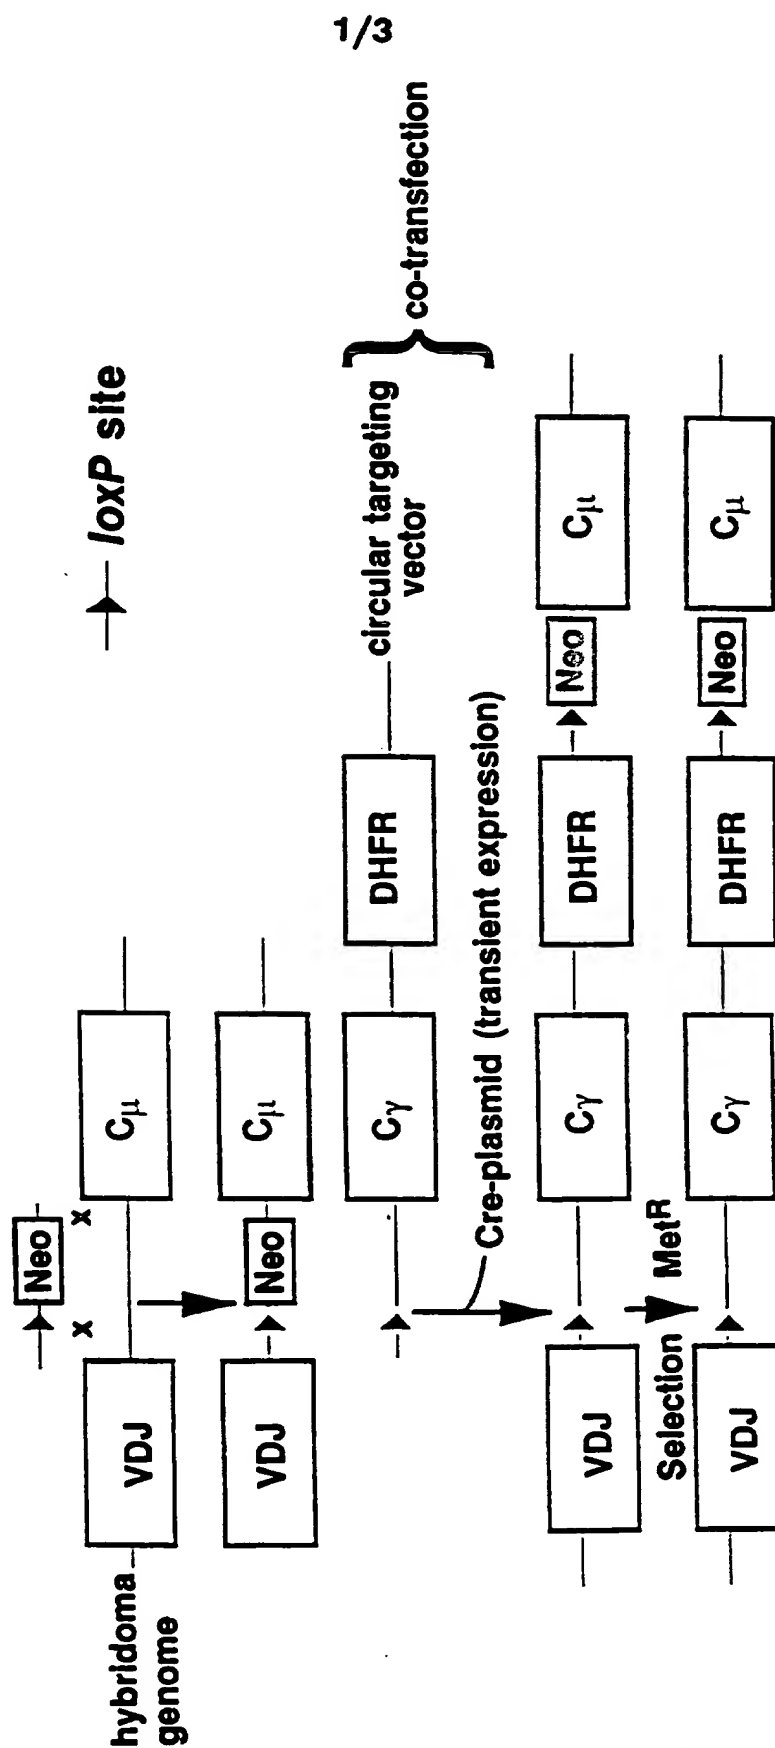 1/3
loxP site
Neo
x x
hybridoma
genome
VDJ Cμ
VDJ Neo Cμ
Cγ DHFR circular targeting
vector
co-transfection
Cre-plasmid (transient expression)
VDJ Cγ DHFR Neo Cμ
Selection MetR
VDJ Cγ DHFR Neo Cμ